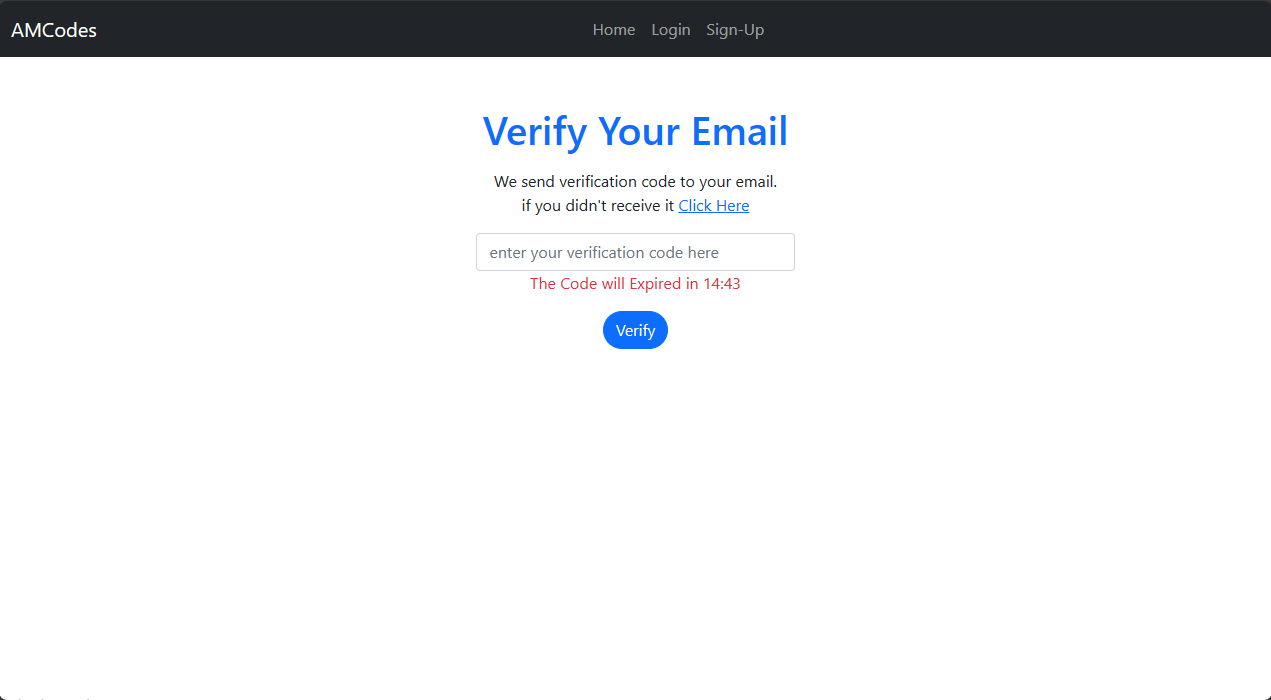 AMCodes
Home Login Sign-Up
Verify Your Email
We send verification code to your email.
if you didn't receive it Click Here
enter your verification code here
The Code will Expired in 14:43
Verify